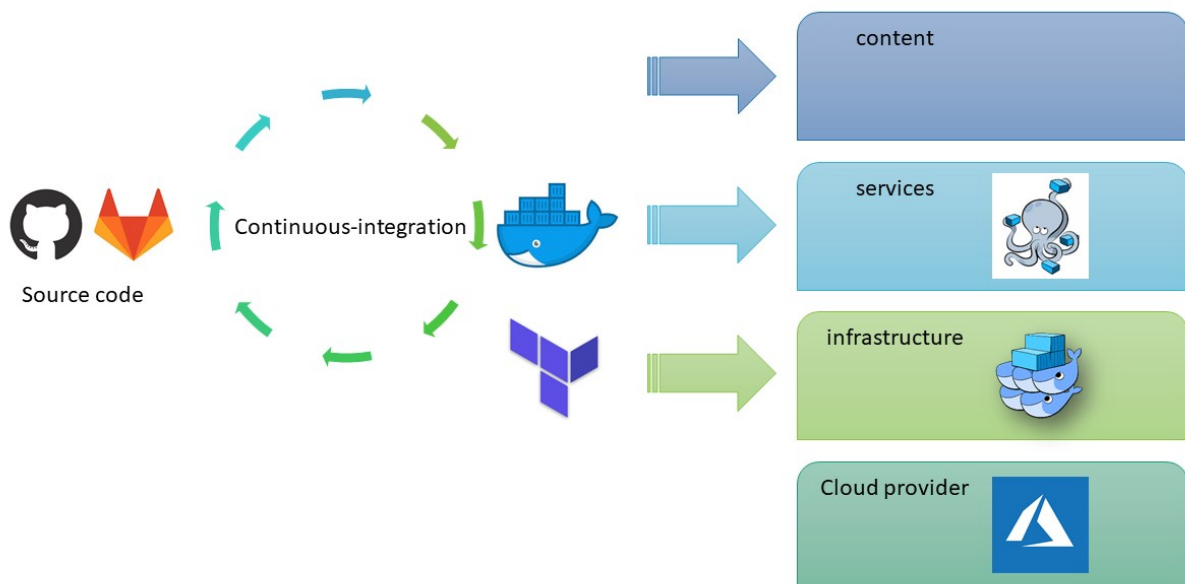 content
services
Continuous-integration
Source code
infrastructure
Cloud provider